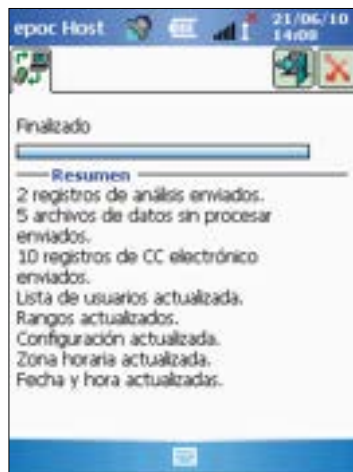 epoc Host 21/06/10
14:09
Finalizado
Resumen
2 registros de análisis enviados.
5 archivos de datos sin procesar
enviados.
10 registros de CC electrónico
enviados.
Lista de usuarios actualizada.
Rangos actualizados.
Configuración actualizada.
Zona horaria actualizada.
Fecha y hora actualizadas.